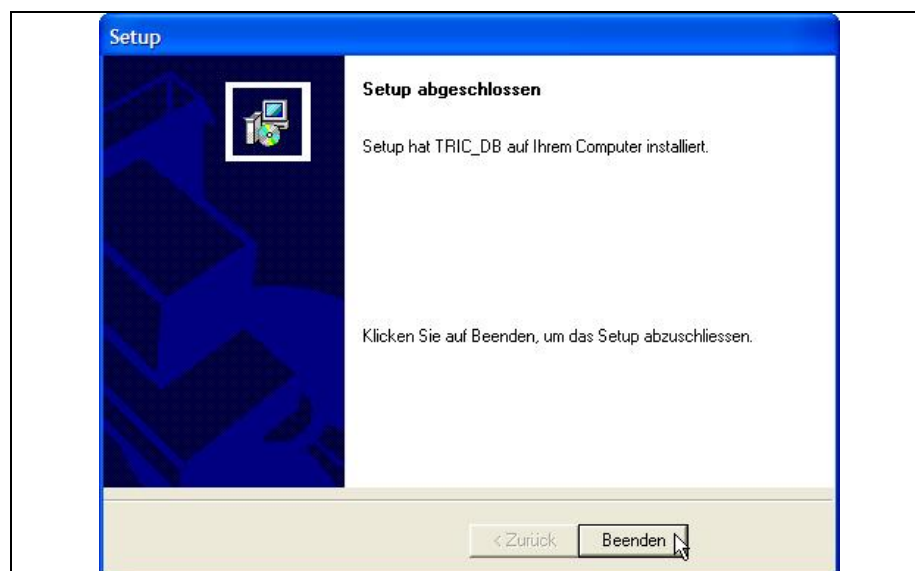 Setup
Setup abgeschlossen
Setup hat TRIC_DB auf Ihrem Computer installiert.
Klicken Sie auf Beenden, um das Setup abzuschliessen.
< Zurück
Beenden